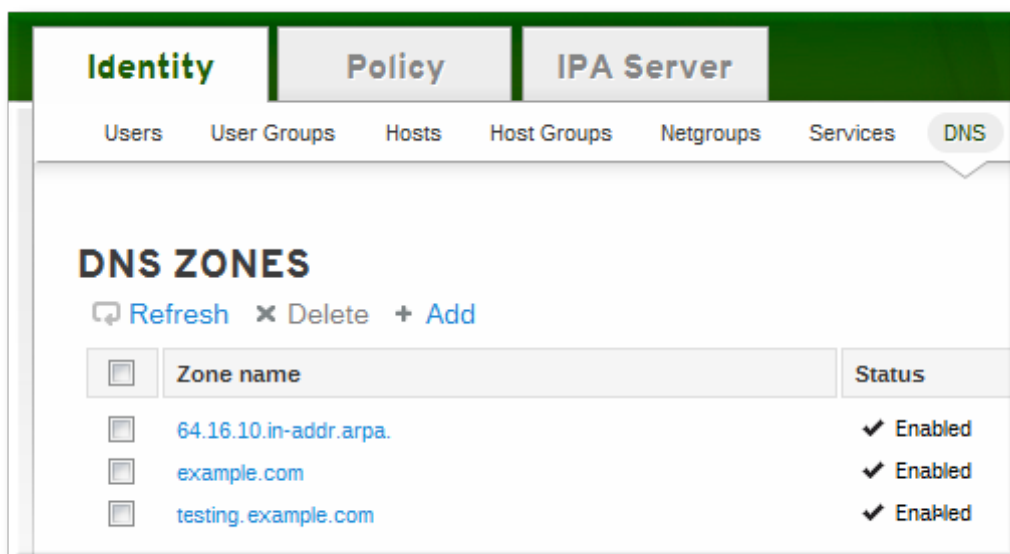 Identity Policy IPA Server
Users User Groups Hosts Host Groups Netgroups Services DNS
DNS ZONES
Refresh Delete + Add
Zone name Status
64.16.10.in-addr.arpa. Enabled
example.com Enabled
testing.example.com Enabled